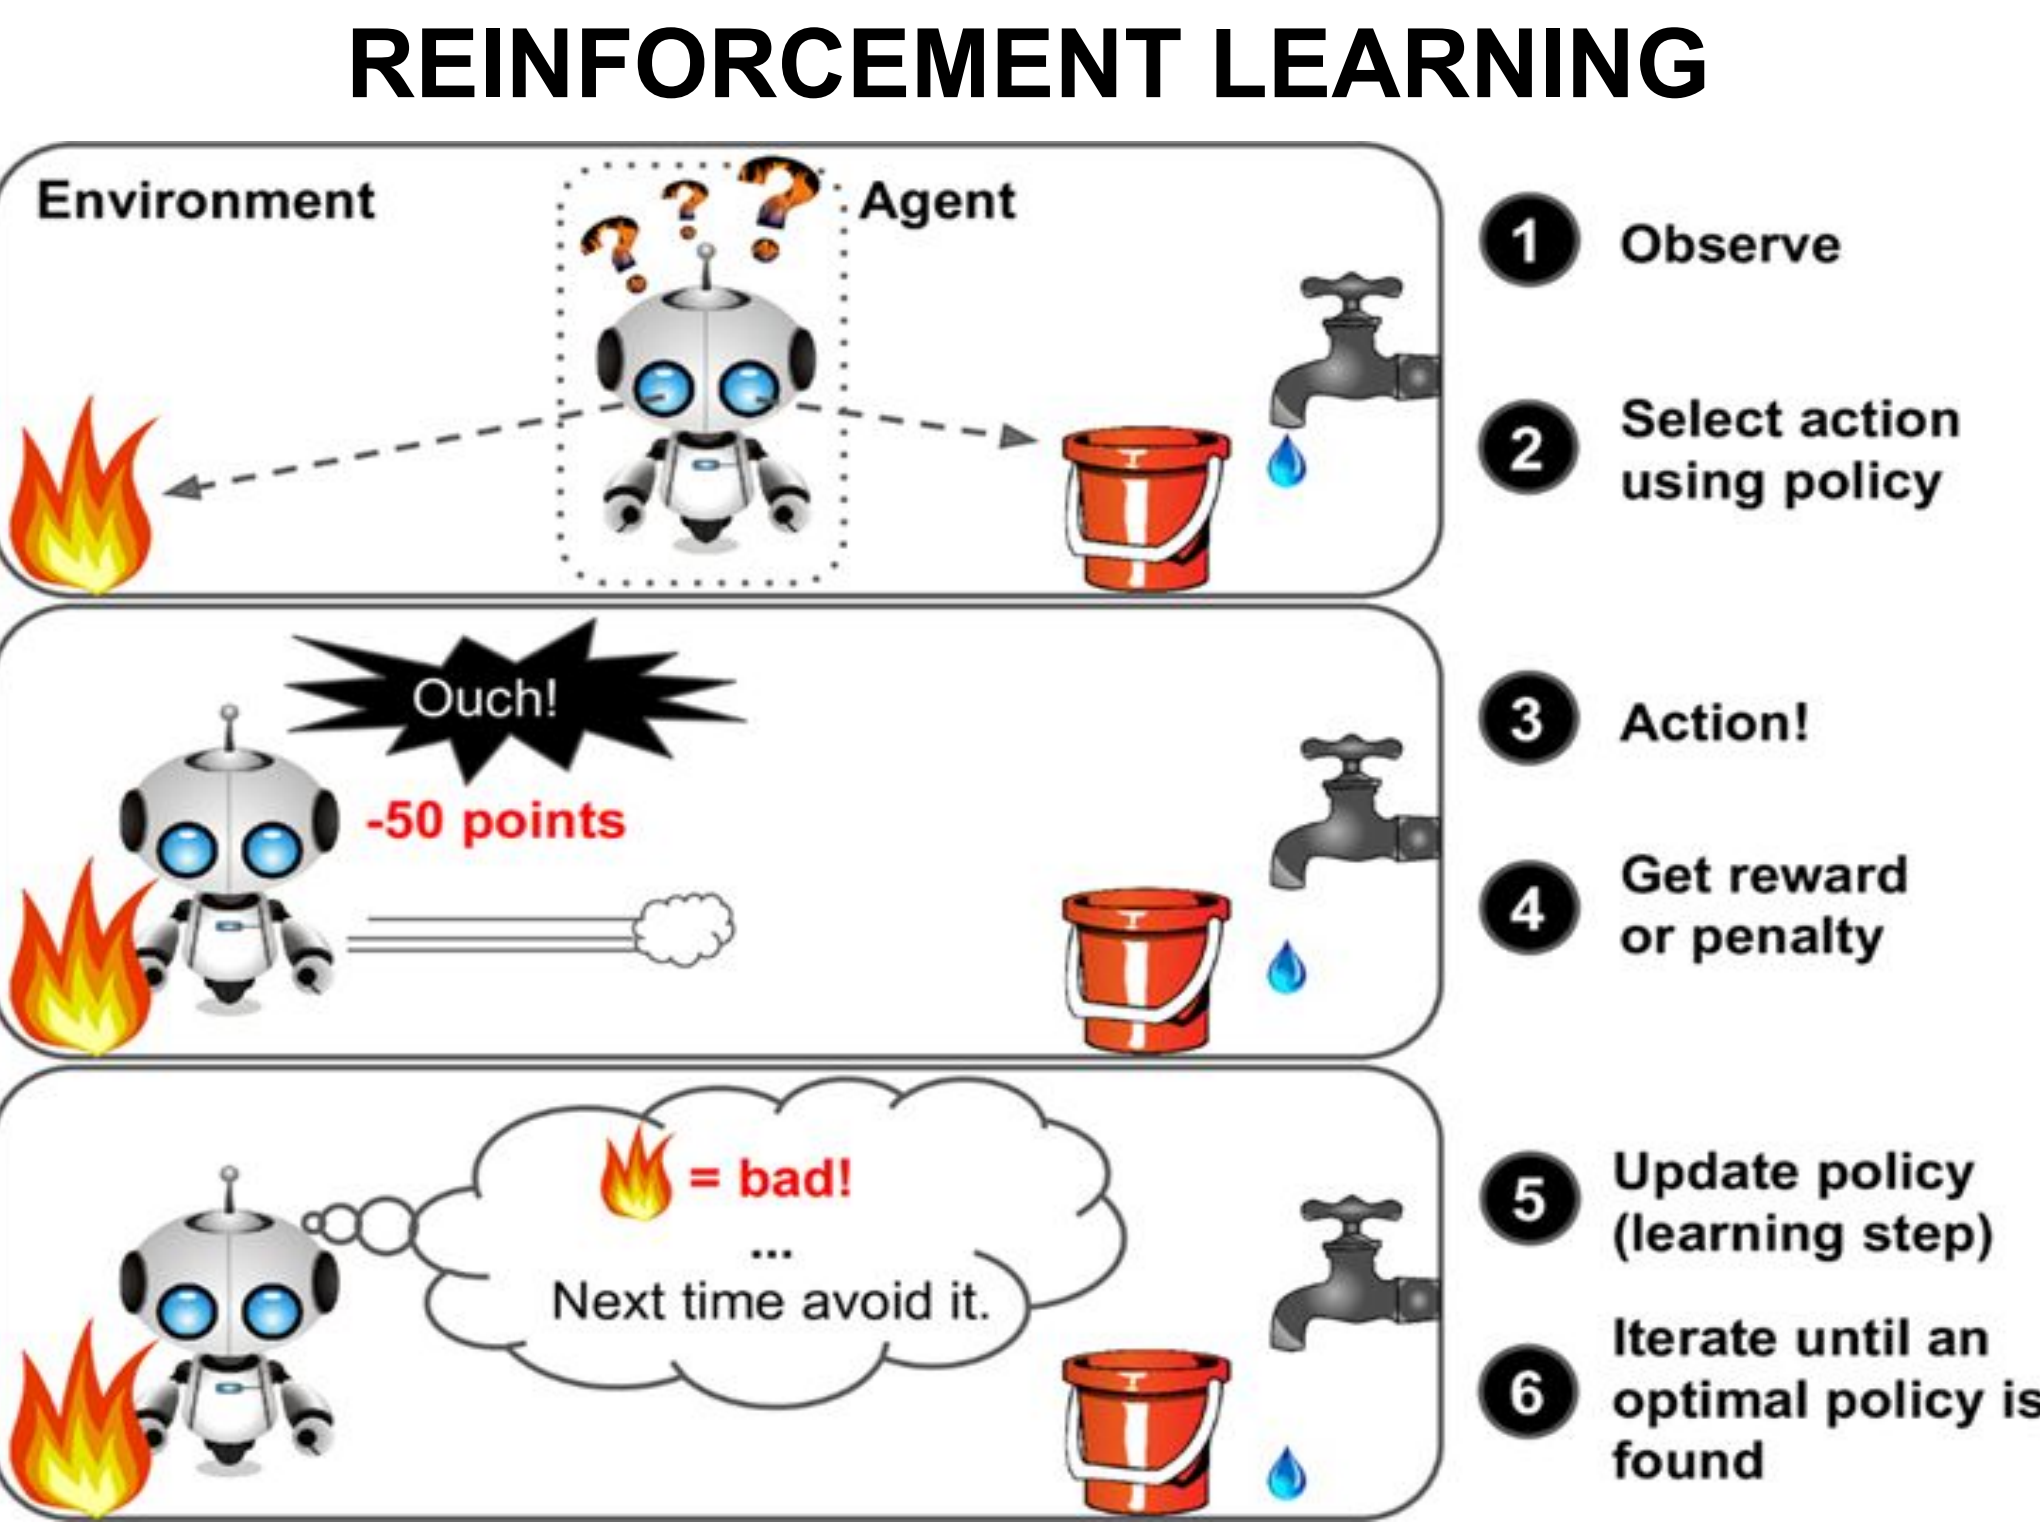 REINFORCEMENT LEARNING
Environment
Agent
1 Observe
2 Select action
using policy
Ouch!
-50 points
3 Action!
4 Get reward
or penalty
= bad!
...
Next time avoid it.
5 Update policy
(learning step)
6 Iterate until an
optimal policy is
found